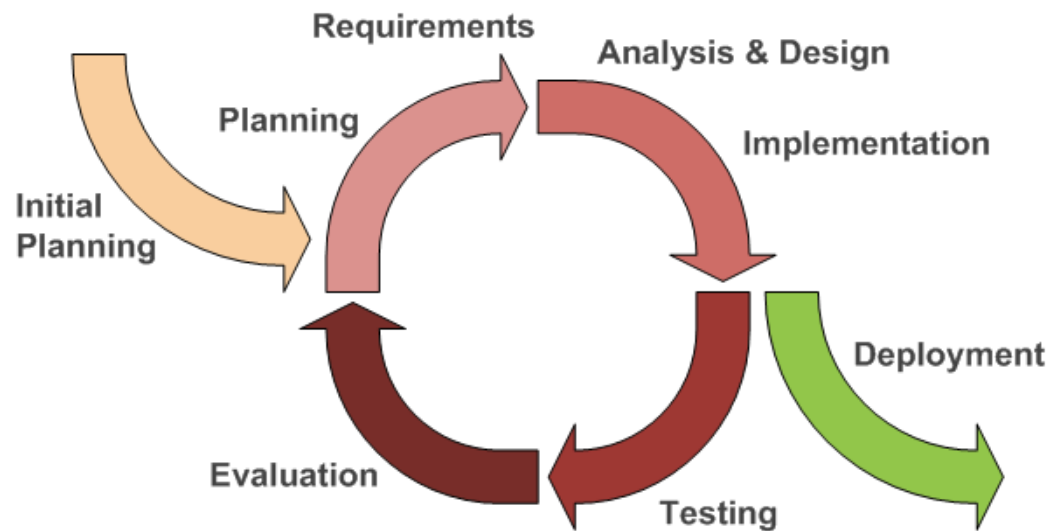 Requirements
Analysis & Design
Planning
Implementation
Initial
Planning
Deployment
Evaluation
Testing